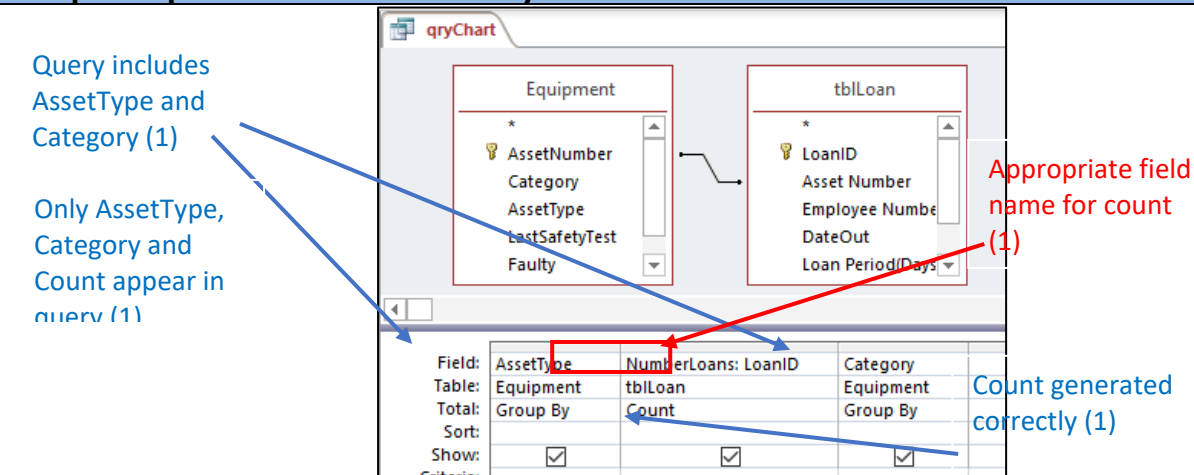 qryChart
Query includes
AssetType and
Category (1)
Only AssetType,
Category and
Count appear in
query (1)
Equipment
*
AssetNumber
Category
AssetType
LastSafetyTest
Faulty
tblLoan
*
LoanID
Asset Number
Employee Numbe
DateOut
Loan Period(Days
Appropriate field
name for count
(1)
Field: AssetType NumberLoans: LoanID Category
Table: Equipment tblLoan Equipment
Total: Group By Count Group By
Sort:
Show:
Criteria:
Count generated
correctly (1)